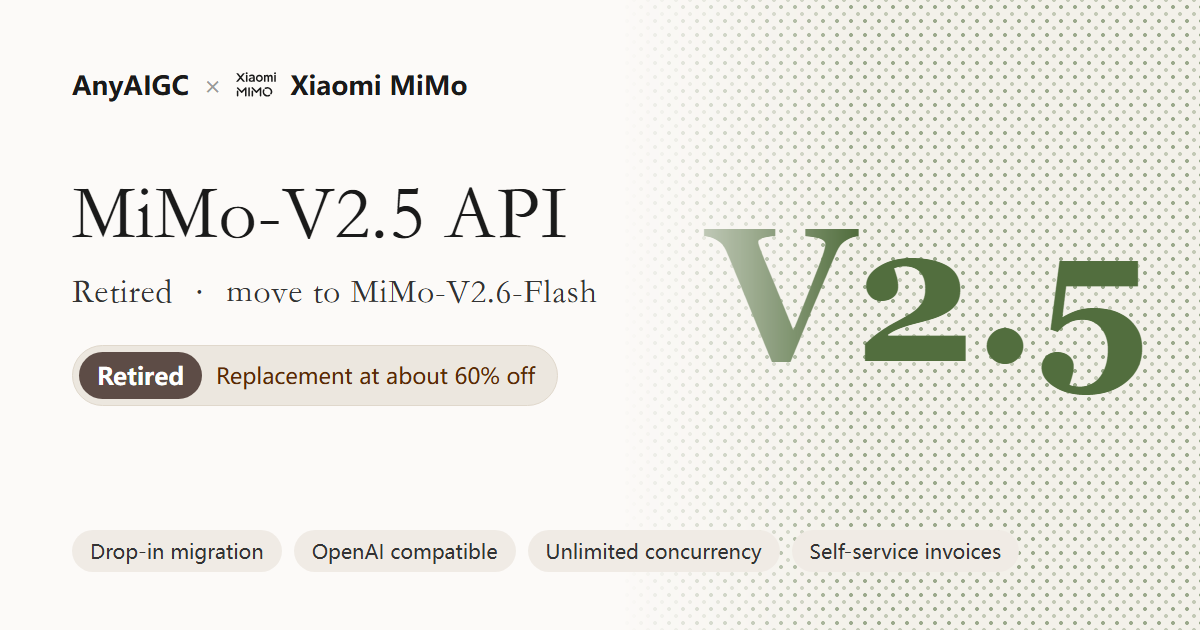 AnyAIGC × Xiaomi MIMO Xiaomi MiMo
MiMo-V2.5 API
Retired · move to MiMo-V2.6-Flash
V2.5
Retired Replacement at about 60% off
Drop-in migration OpenAI compatible Unlimited concurrency Self-service invoices